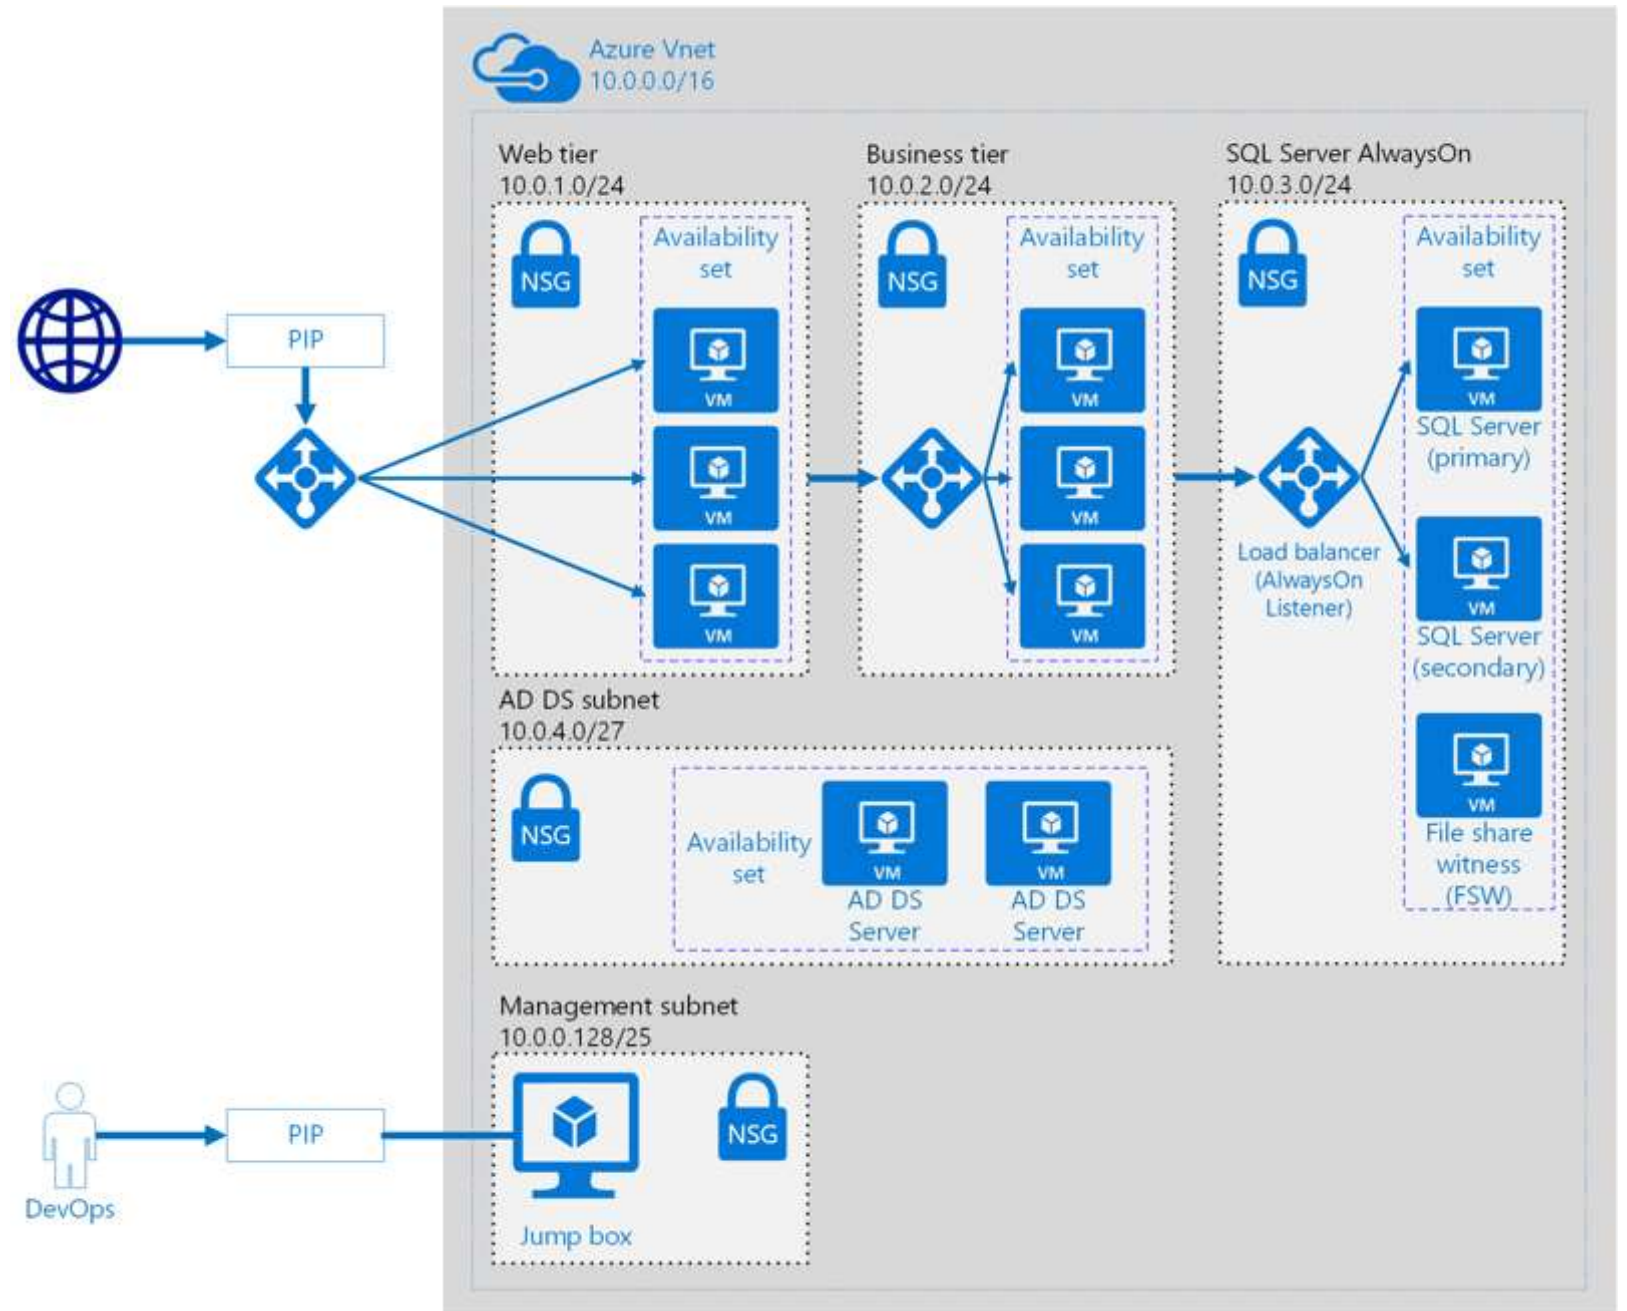 Azure Vnet
10.0.0.0/16
Web tier
10.0.1.0/24
NSG
Availability
set
VM
VM
VM
Business tier
10.0.2.0/24
NSG
Availability
set
VM
VM
VM
SQL Server AlwaysOn
10.0.3.0/24
NSG
Availability
set
VM
SQL Server
(primary)
Load balancer
(AlwaysOn
Listener)
VM
SQL Server
(secondary)
VM
File share
witness
(FSW)
PIP
AD DS subnet
10.0.4.0/27
NSG
Availability
set
VM
AD DS
Server
VM
AD DS
Server
Management subnet
10.0.0.128/25
NSG
Jump box
PIP
DevOps